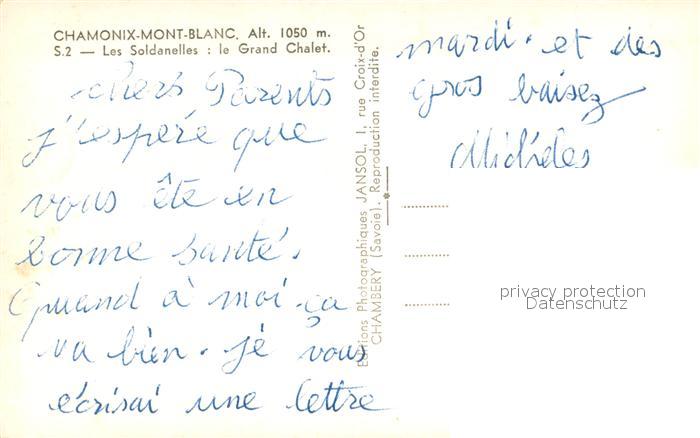 CHAMONIX-MONT-BLANC. Alt. 1050 m.
S.2 — Les Soldanelles : le Grand Chalet.
chers Parents
j'espère que
vous ête en
bonne santé.
Quand à moi ça
va bien. je vous
écrisai une lettre
Editions Photographiques JANSOL, 1, rue Croix-d'Or
CHAMBERY (Savoie). Reproduction interdite.
mardi. et des
gros baisez
privacy protection
Datenschutz